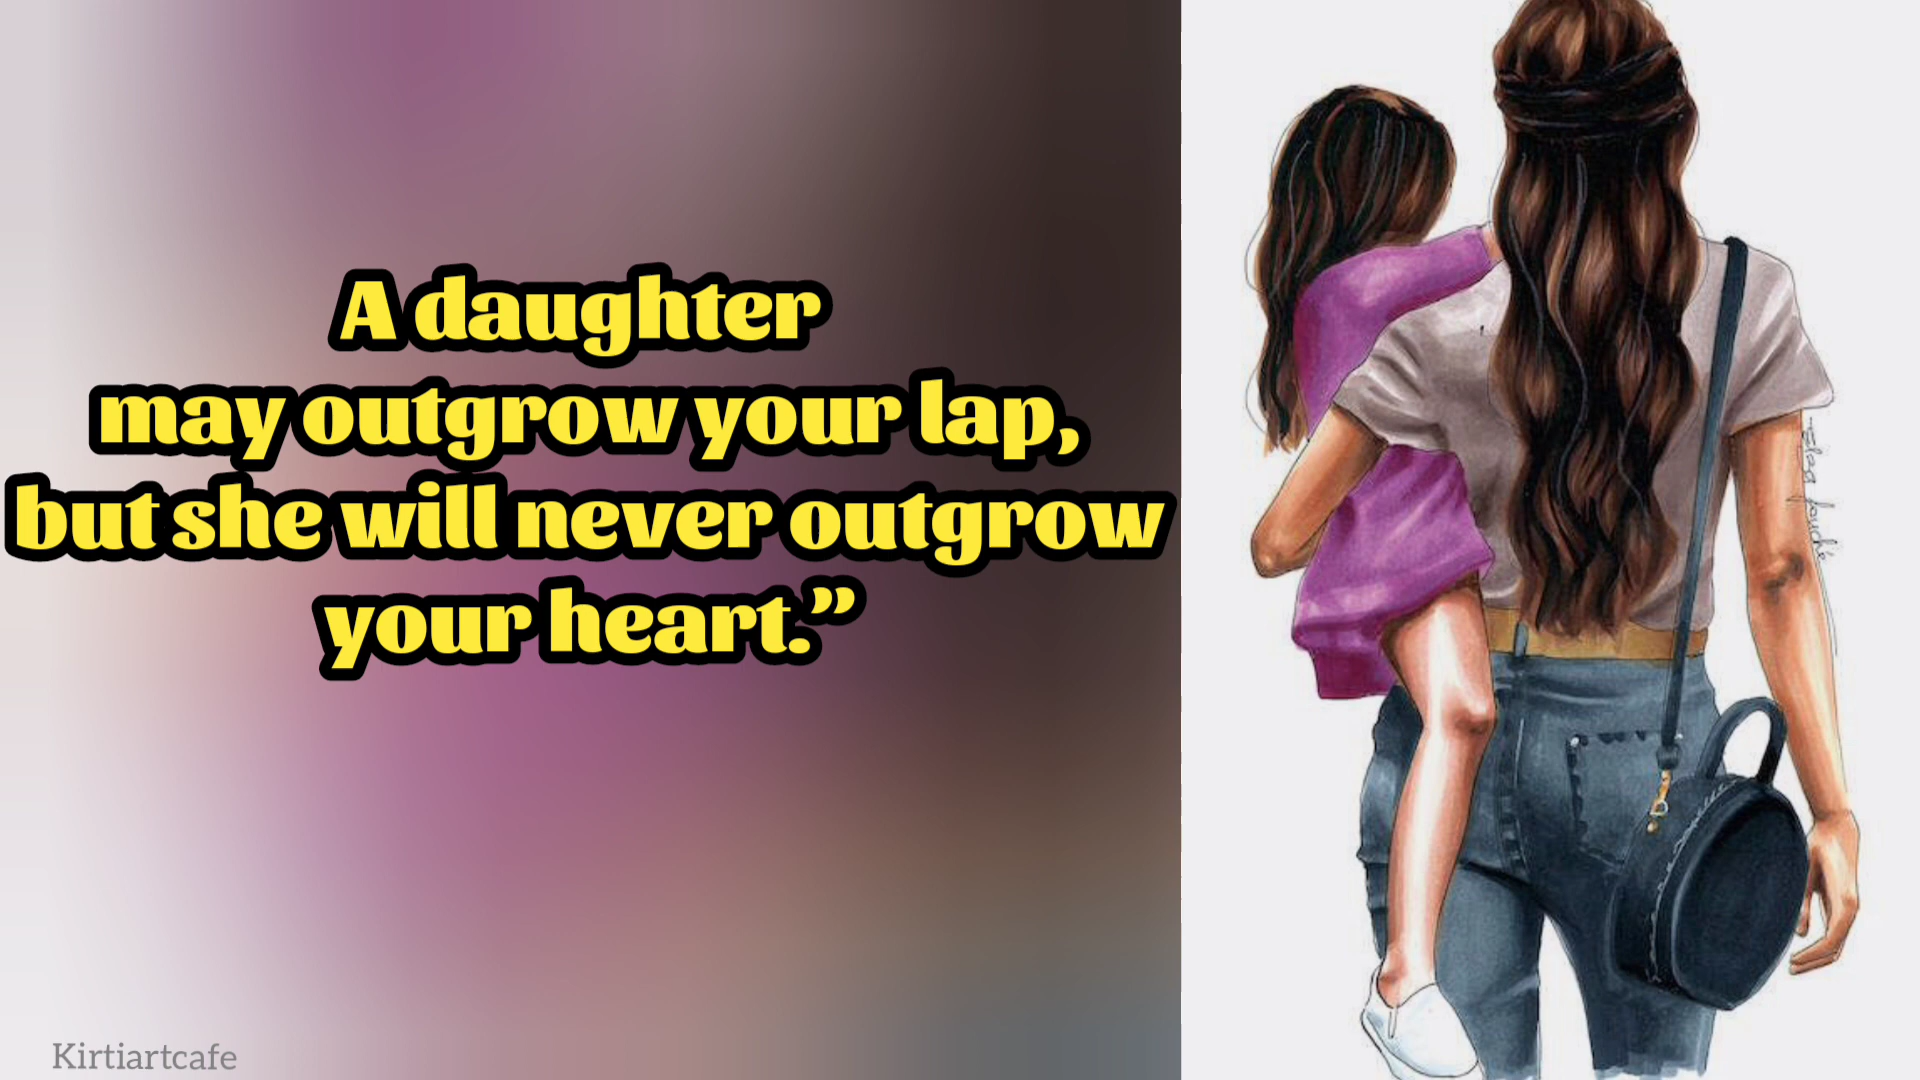 A daughter
may outgrow your lap,
but she will never outgrow
your heart.”
Kirtiartcafe